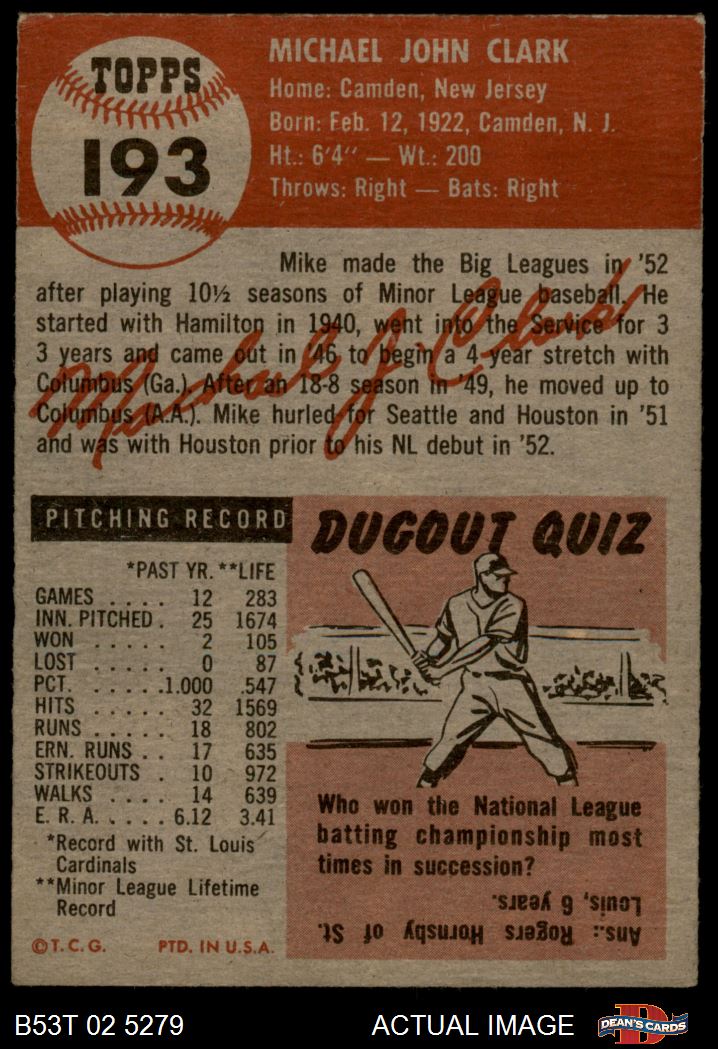 TOPPS
193
MICHAEL JOHN CLARK
Home: Camden, New Jersey
Born: Feb. 12, 1922, Camden, N. J.
Ht.: 6'4" — Wt.: 200
Throws: Right — Bats: Right
Mike made the Big Leagues in '52
after playing 10½ seasons of Minor League baseball. He
started with Hamilton in 1940, went into the Service for 3
3 years and came out in '46 to begin a 4 year stretch with
Columbus (Ga.). After an 18-8 season in '49, he moved up to
Columbus (A.A.). Mike hurled for Seattle and Houston in '51
and was with Houston prior to his NL debut in '52.
Michael J. Clark
PITCHING RECORD
*PAST YR. **LIFE
GAMES . . . . 12 283
INN. PITCHED . 25 1674
WON . . . . . 2 105
LOST . . . . . 0 87
PCT. . . . . .1.000 .547
HITS . . . . . 32 1569
RUNS . . . . . 18 802
ERN. RUNS . . 17 635
STRIKEOUTS . 10 972
WALKS . . . . 14 639
E. R. A. . . . . 6.12 3.41
*Record with St. Louis
Cardinals
**Minor League Lifetime
Record
©T. C. G. PTD. IN U.S.A.
DUGOUT QUIZ
Who won the National League
batting championship most
times in succession?
Ans.: Rogers Hornsby of St.
Louis, 6 years.
B53T 02 5279
ACTUAL IMAGE
D
DEAN'S CARDS